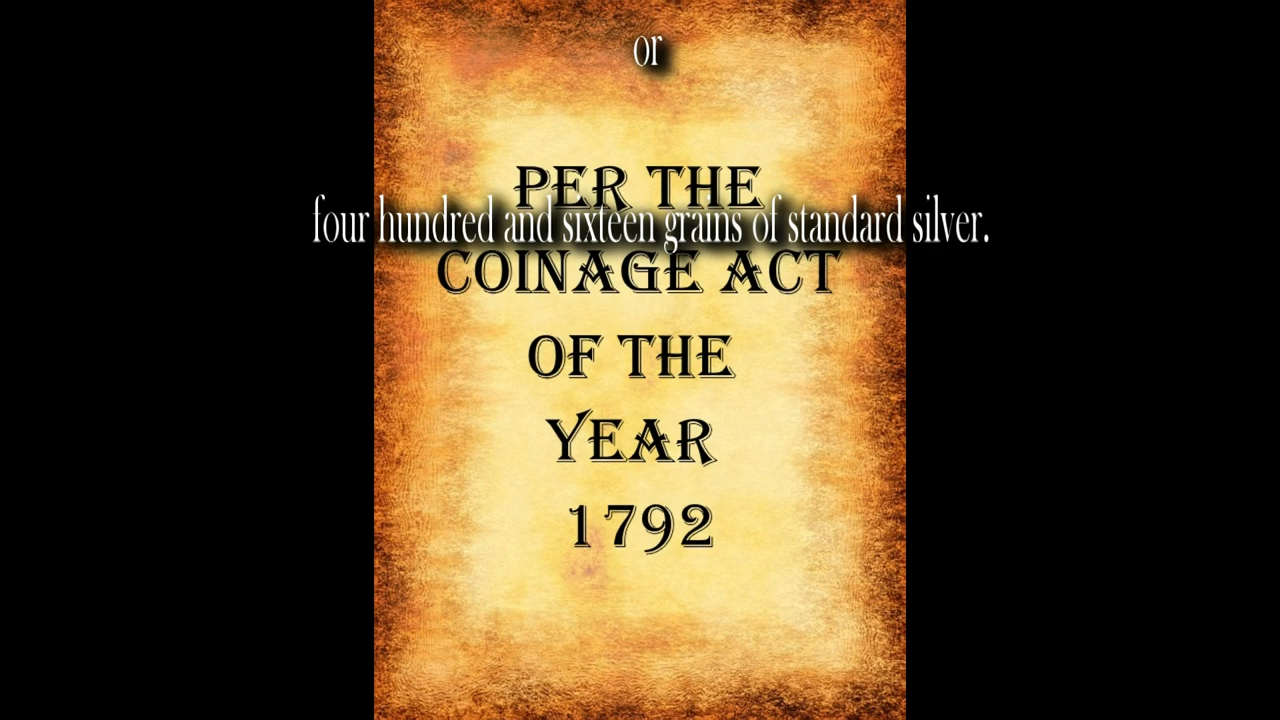 or
PER THE
four hundred and sixteen grains of standard silver.
COINAGE ACT
OF THE
YEAR
1792